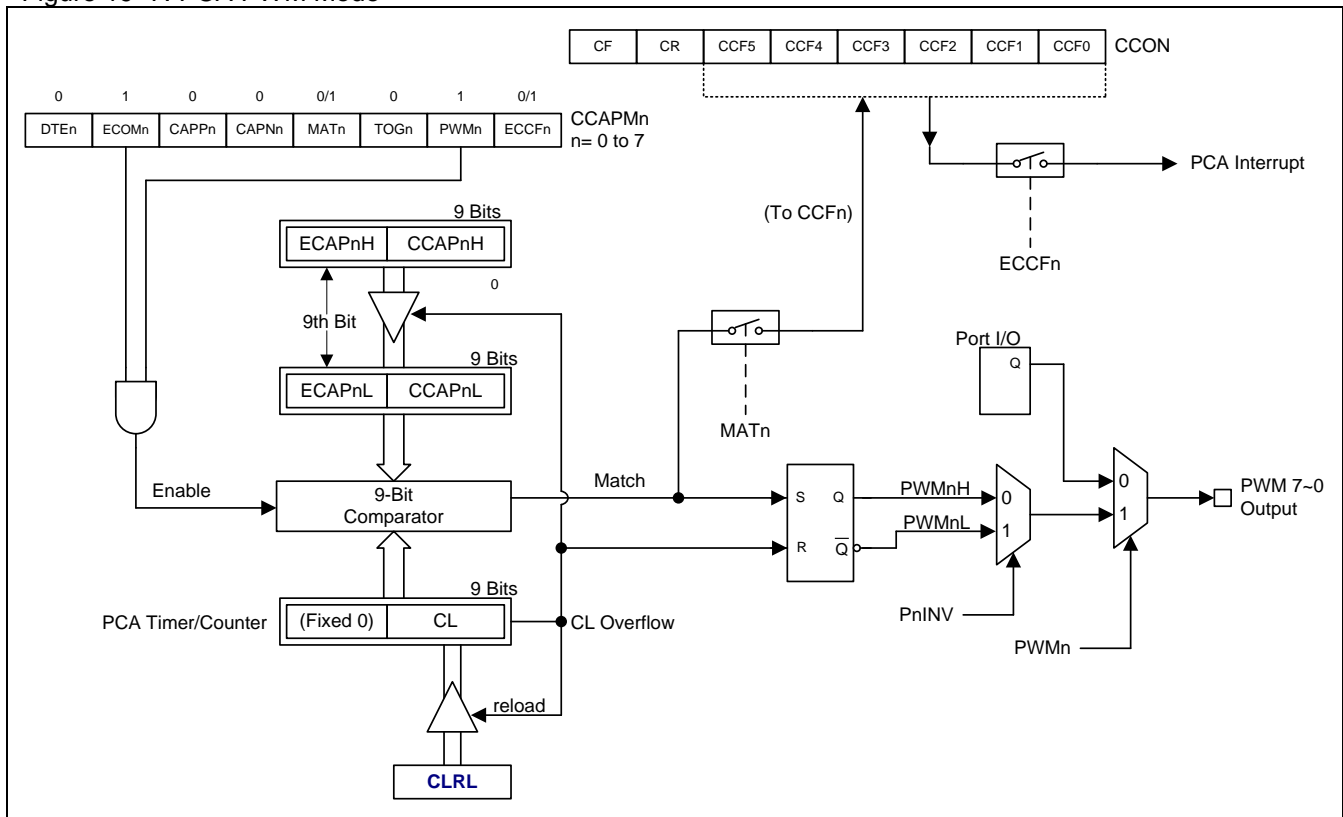 CF CR CCF5 CCF4 CCF3 CCF2 CCF1 CCF0 CCON
0 1 0 0 0/1 0 1 0/1
DTEn ECOMn CAPPn CAPNn MATn TOGn PWMn ECCFn
CCAPMn
n= 0 to 7
PCA Interrupt
ECCFn
(To CCFn)
9 Bits
ECAPnH CCAPnH
0
9th Bit
9 Bits
ECAPnL CCAPnL
MATn
Port I/O
Q
Enable
9-Bit
Comparator
Match
S Q
R Q
PWMnH
PWMnL
0
1
0
1
PWM 7~0
Output
PnINV
PWMn
9 Bits
PCA Timer/Counter
(Fixed 0) CL
CL Overflow
reload
CLRL